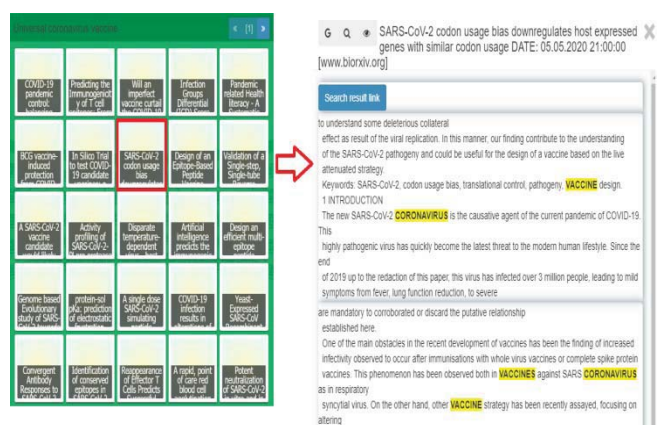 Universal coronavirus vaccine
« [1] »
COVID-19
pandemic
control:
Predicting the
Immunogenicit
y of T cell
Will an
imperfect
vaccine curtail
the COVID-19
Infection
Groups
Differential
Pandemic
related Health
literacy - A
BCG vaccine-
induced
protection
from COVID
In Silico Trial
to test COVID-
19 candidate
SARS-CoV-2
codon usage
bias
Design of an
Epitope-Based
Peptide
Validation of a
Single-step,
Single-tube
A SARS-CoV-2
vaccine
candidate
would likely
Activity
profiling of
SARS-CoV-2-
Disparate
temperature-
dependent
Artificial
intelligence
predicts the
Design an
efficient multi-
epitope
Genome based
Evolutionary
study of SARS-
protein-sol
pKa: prediction
of electrostatic
A single dose
SARS-CoV-2
simulating
particle
COVID-19
infection
results in
Yeast-
Expressed
SARS-CoV
Convergent
Antibody
Responses to
Identification
of conserved
epitopes in
Reappearance
of Effector T
Cells Predicts
A rapid, point
of care red
blood cell
Potent
neutralization
of SARS-CoV-2
G
SARS-CoV-2 codon usage bias downregulates host expressed
genes with similar codon usage DATE: 05.05.2020 21:00:00
[www.biorxiv.org]
Search result link
to understand some deleterious collateral
effect as result of the viral replication. In this manner, our finding contribute to the understanding
of the SARS-CoV-2 pathogeny and could be useful for the design of a vaccine based on the live
attenuated strategy.
Keywords: SARS-CoV-2, codon usage bias, translational control, pathogeny, VACCINE design.
1 INTRODUCTION
The new SARS-CoV-2 CORONAVIRUS is the causative agent of the current pandemic of COVID-19.
This
highly pathogenic virus has quickly become the latest threat to the modern human lifestyle. Since the
end
of 2019 up to the redaction of this paper, this virus has infected over 3 million people, leading to mild
symptoms from fever, lung function reduction, to severe
are mandatory to corroborated or discard the putative relationship
established here.
One of the main obstacles in the recent development of vaccines has been the finding of increased
infectivity observed to occur after immunisations with whole virus vaccines or complete spike protein
vaccines. This phenomenon has been observed both in VACCINES against SARS CORONAVIRUS
as in respiratory
syncytial virus. On the other hand, other VACCINE strategy has been recently assayed, focusing on
altering